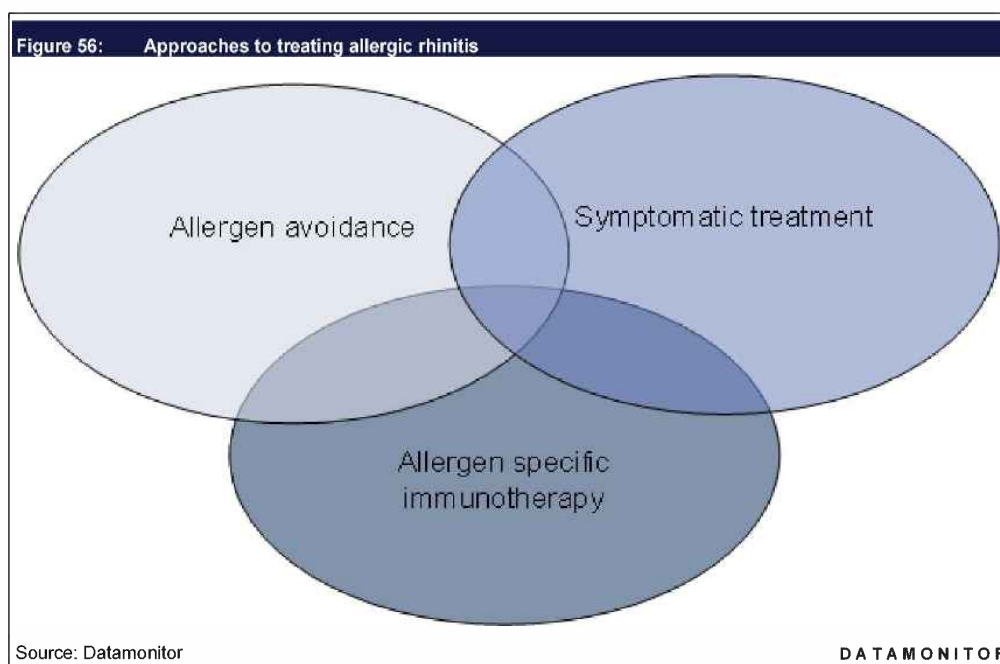 Figure 56: Approaches to treating allergic rhinitis
Allergen avoidance
Symptomatic treatment
Allergen specific
immunotherapy
Source: Datamonitor
DATAMONITOR